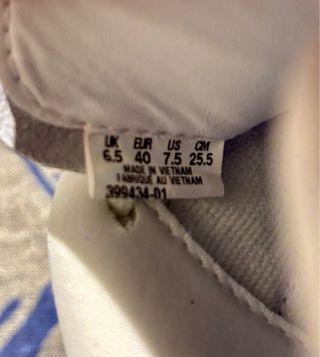 UK EUR US CM
6.5 40 7.5 25.5
MADE IN VIETNAM
FABRIQUÉ AU VIETNAM
399434-01